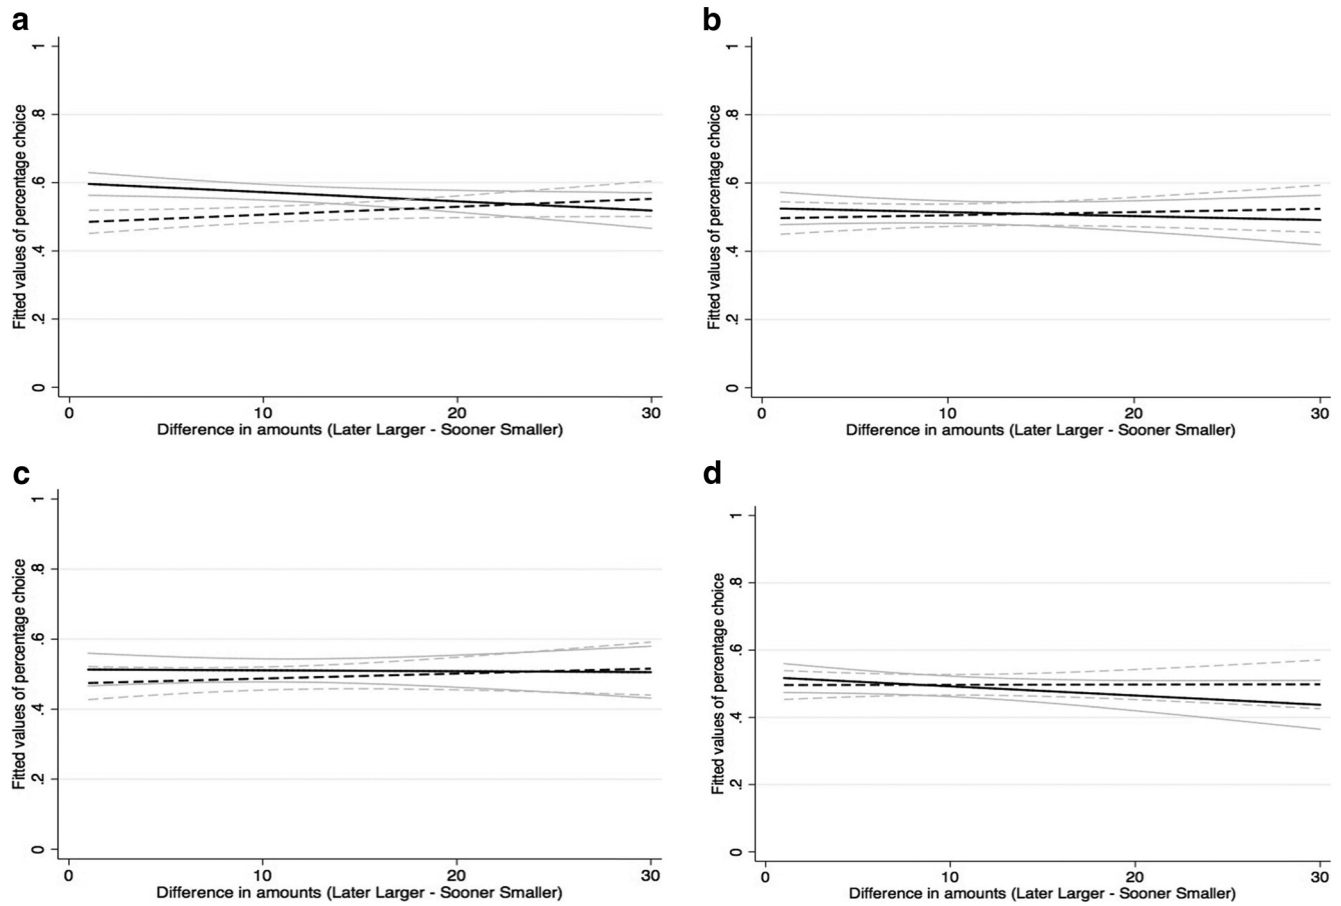 a
1
.8
.6
.4
.2
0
Fitted values of percentage choice
0 10 20 30
Difference in amounts (Later Larger - Sooner Smaller)
b
1
.8
.6
.4
.2
0
Fitted values of percentage choice
0 10 20 30
Difference in amounts (Later Larger - Sooner Smaller)
c
1
.8
.6
.4
.2
0
Fitted values of percentage choice
0 10 20 30
Difference in amounts (Later Larger - Sooner Smaller)
d
1
.8
.6
.4
.2
0
Fitted values of percentage choice
0 10 20 30
Difference in amounts (Later Larger - Sooner Smaller)